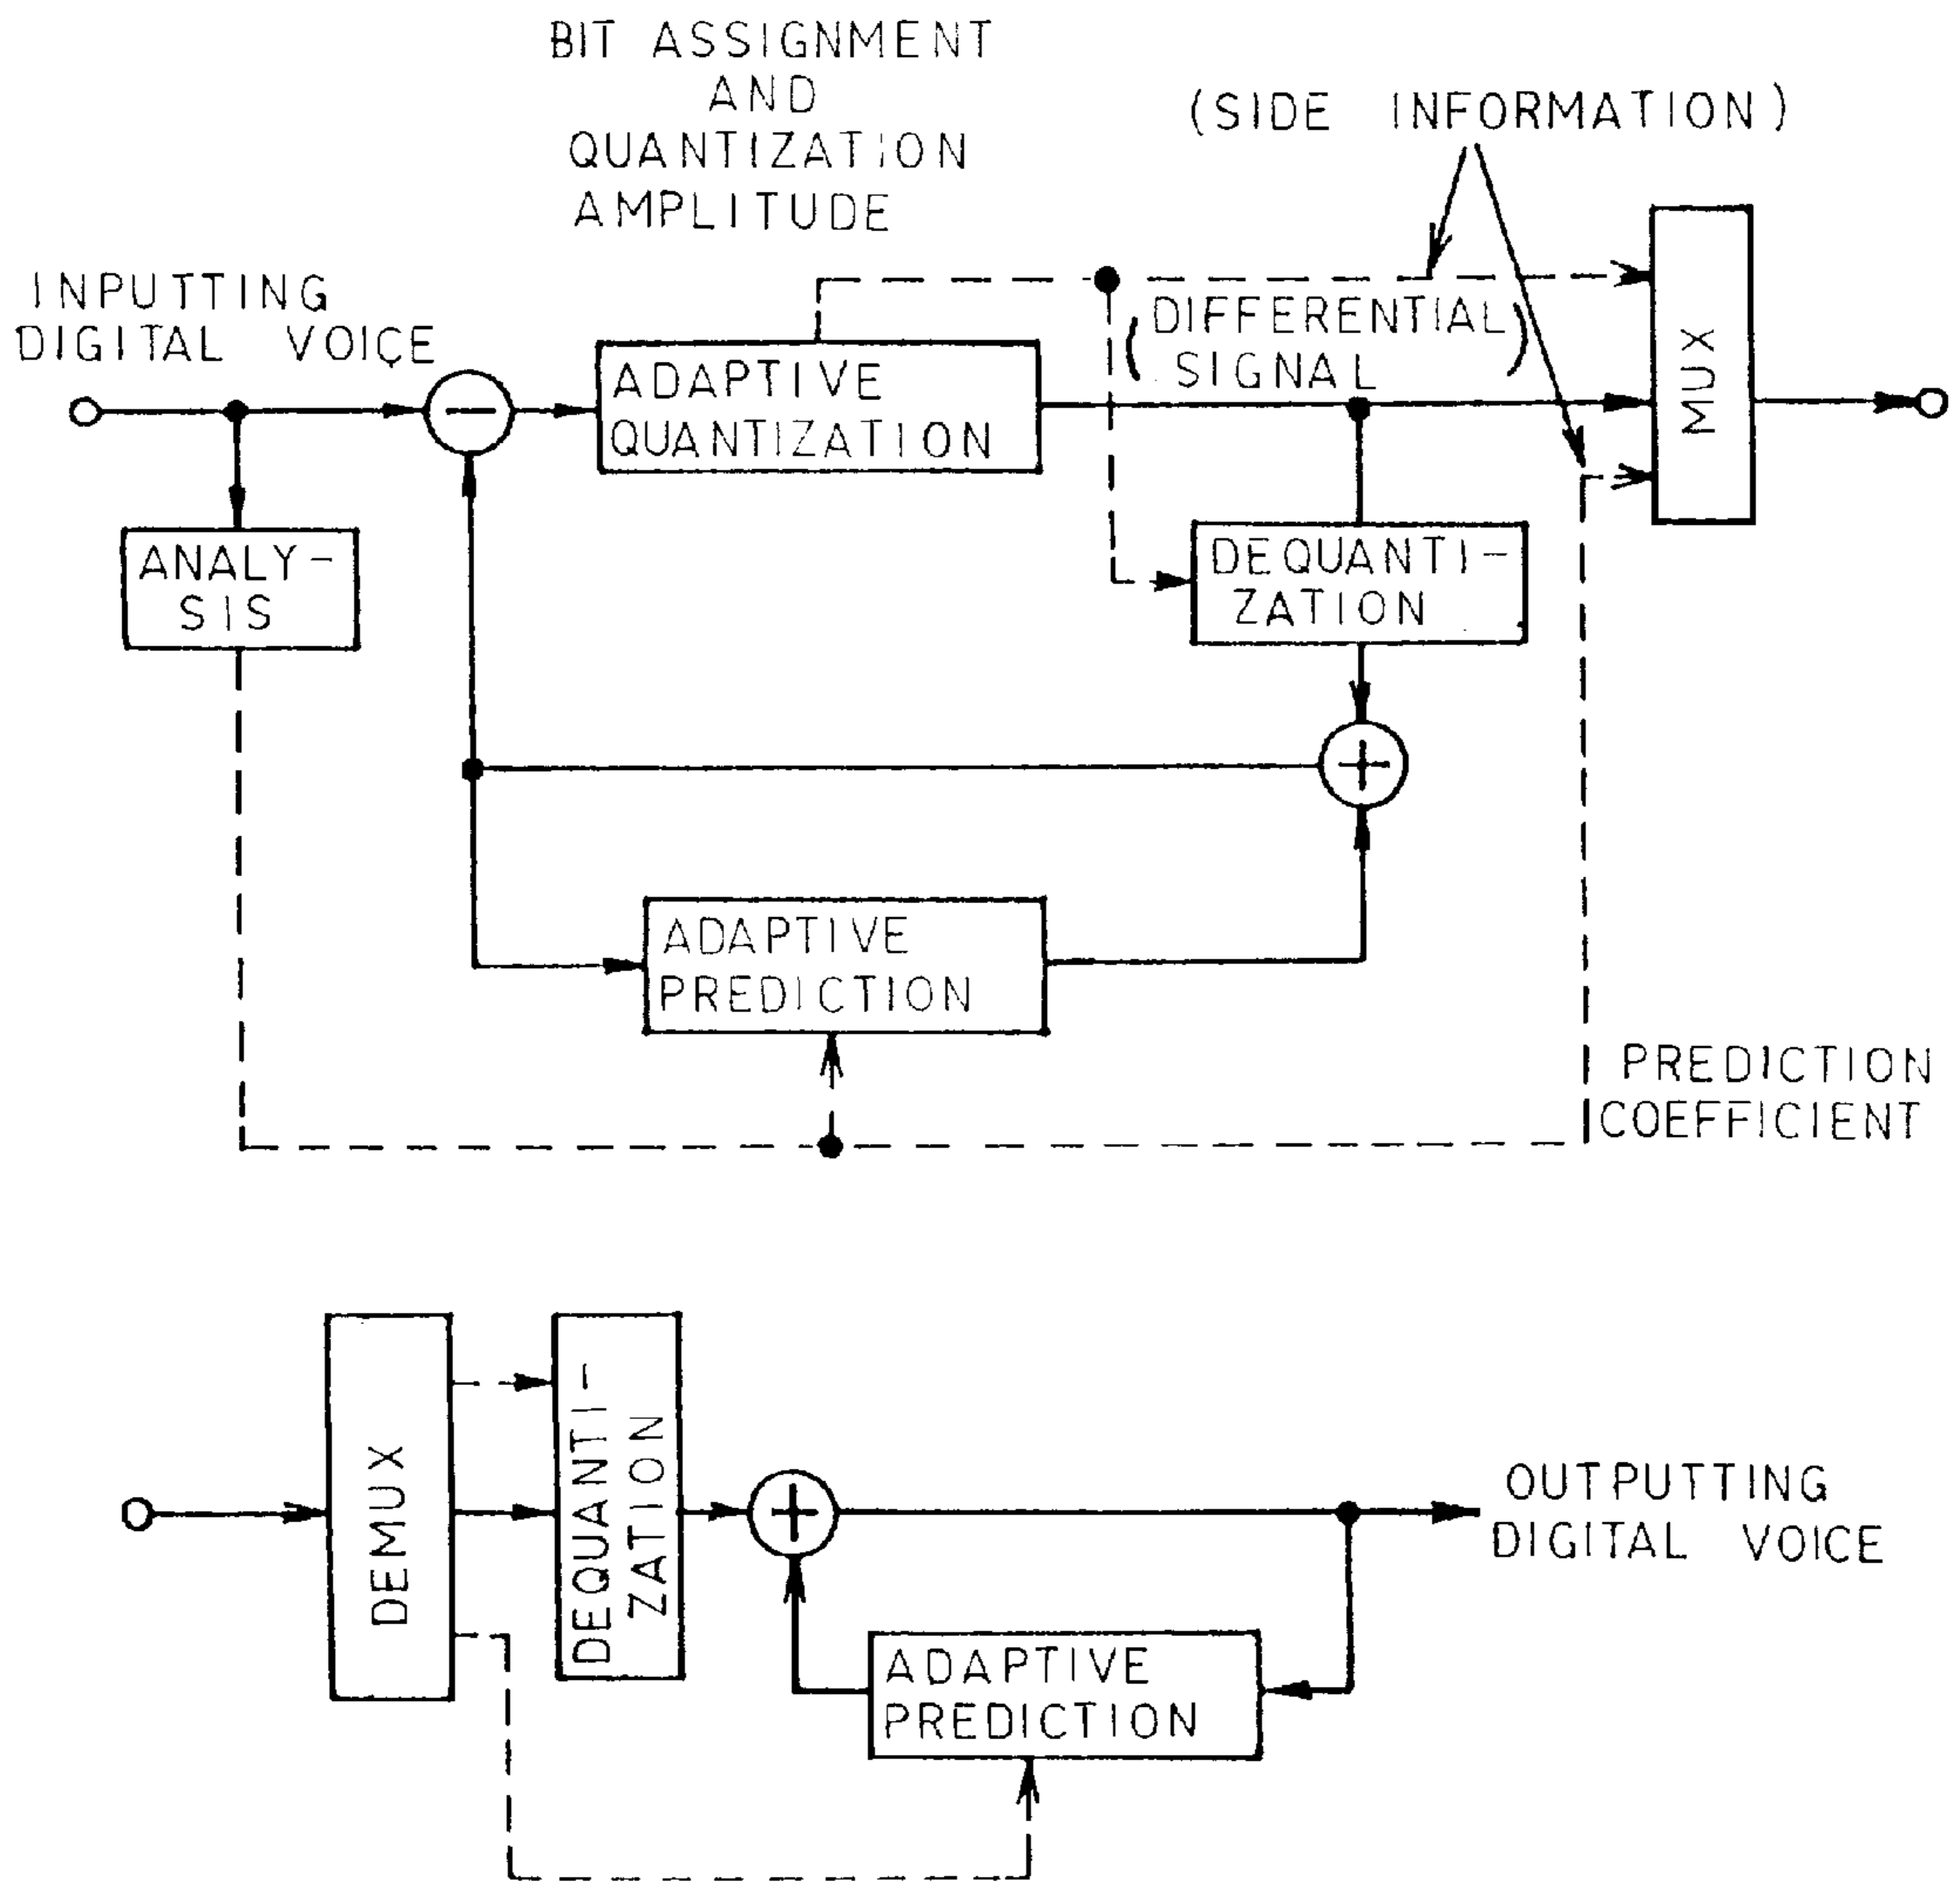 BIT ASSIGNMENT
AND
QUANTIZATION
AMPLITUDE
(SIDE INFORMATION)
INPUTTING
DIGITAL VOICE
(DIFFERENTIAL
SIGNAL)
ADAPTIVE
QUANTIZATION
MUX
ANALY-
SIS
DEQUANTI-
ZATION
ADAPTIVE
PREDICTION
PREDICTION
COEFFICIENT
DEMUX
DEQUANTI-
ZATION
OUTPUTTING
DIGITAL VOICE
ADAPTIVE
PREDICTION